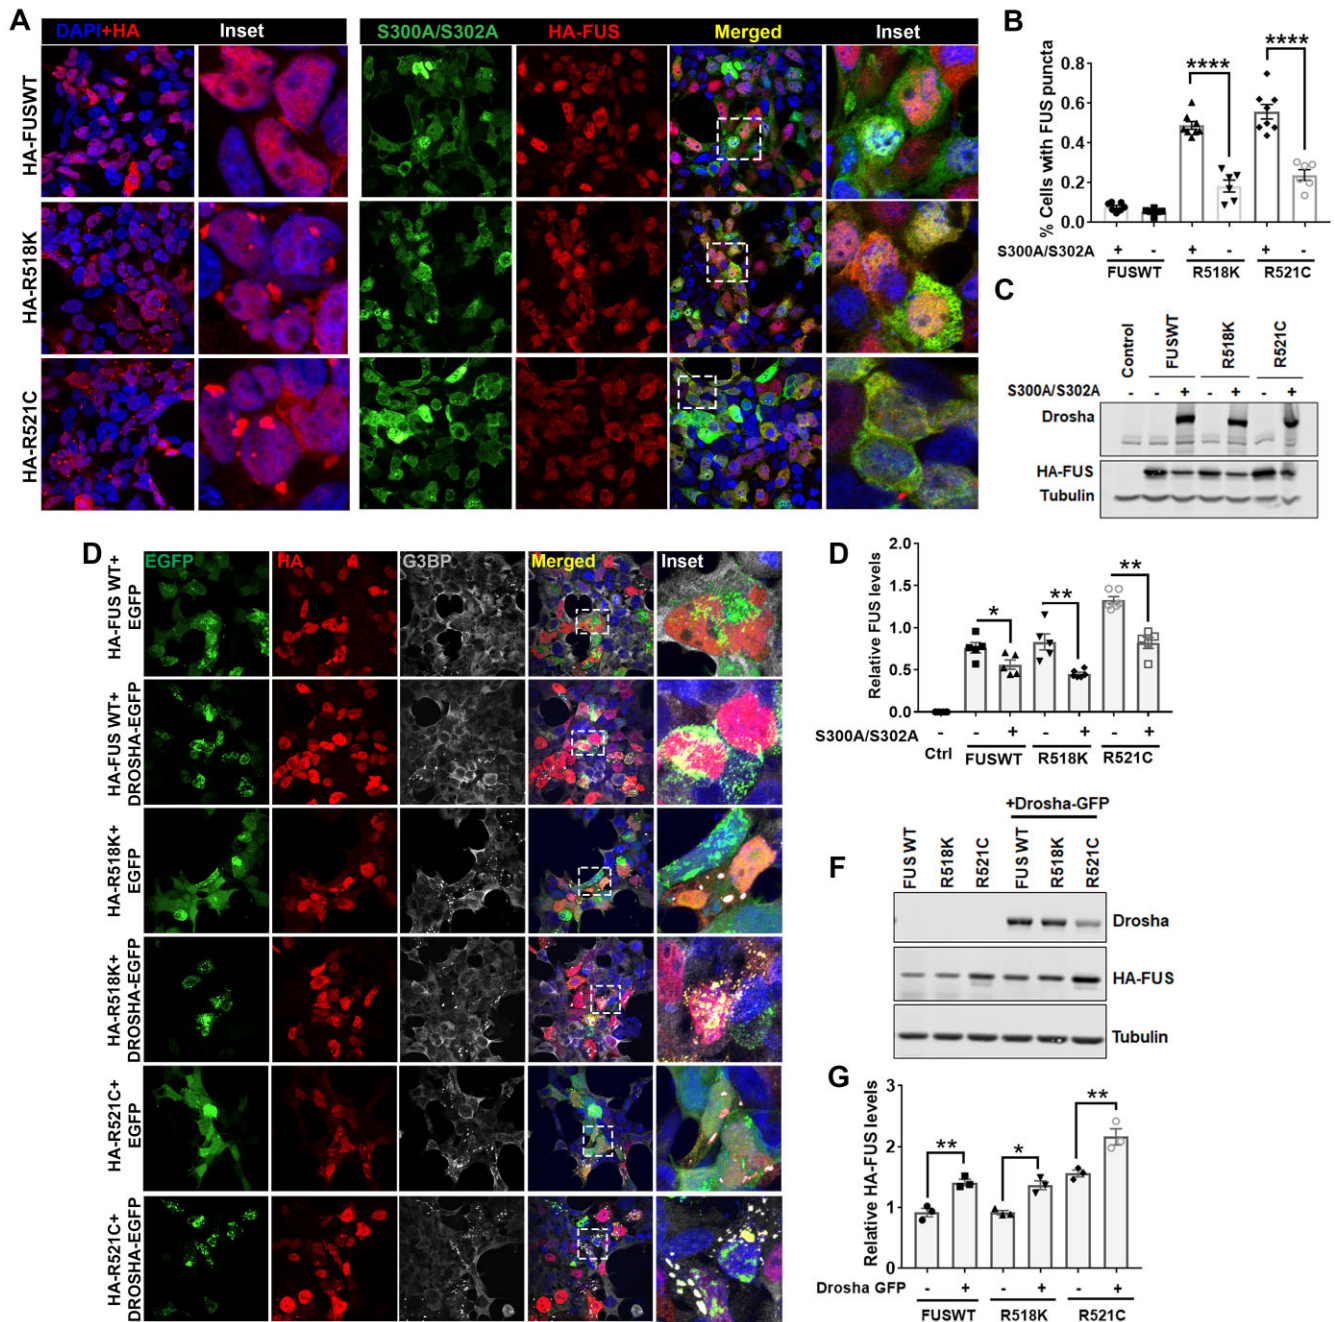 A
DAPI+HA
Inset
S300A/S302A
HA-FUS
Merged
Inset
HA-FUSWT
HA-R518K
HA-R521C
B
% Cells with FUS puncta
0.8
0.6
0.4
0.2
0.0
****
****
S300A/S302A
+ - + - + -
FUSWT R518K R521C
C
Control
FUSWT
R518K
R521C
S300A/S302A
- - + - + - +
Drosha
HA-FUS
Tubulin
D
EGFP
HA
G3BP
Merged
Inset
HA-FUS WT+
EGFP
HA-FUS WT+
DROSHA-EGFP
HA-R518K+
EGFP
HA-R518K+
DROSHA-EGFP
HA-R521C+
EGFP
HA-R521C+
DROSHA-EGFP
D
Relative FUS levels
2.0
1.5
1.0
0.5
0.0
*
**
**
S300A/S302A
- - + - + - +
Ctrl FUSWT R518K R521C
F
+Drosha-GFP
FUS WT
R518K
R521C
FUS WT
R518K
R521C
Drosha
HA-FUS
Tubulin
G
Relative HA-FUS levels
3
2
1
0
**
*
**
Drosha GFP
- + - + - +
FUSWT R518K R521C